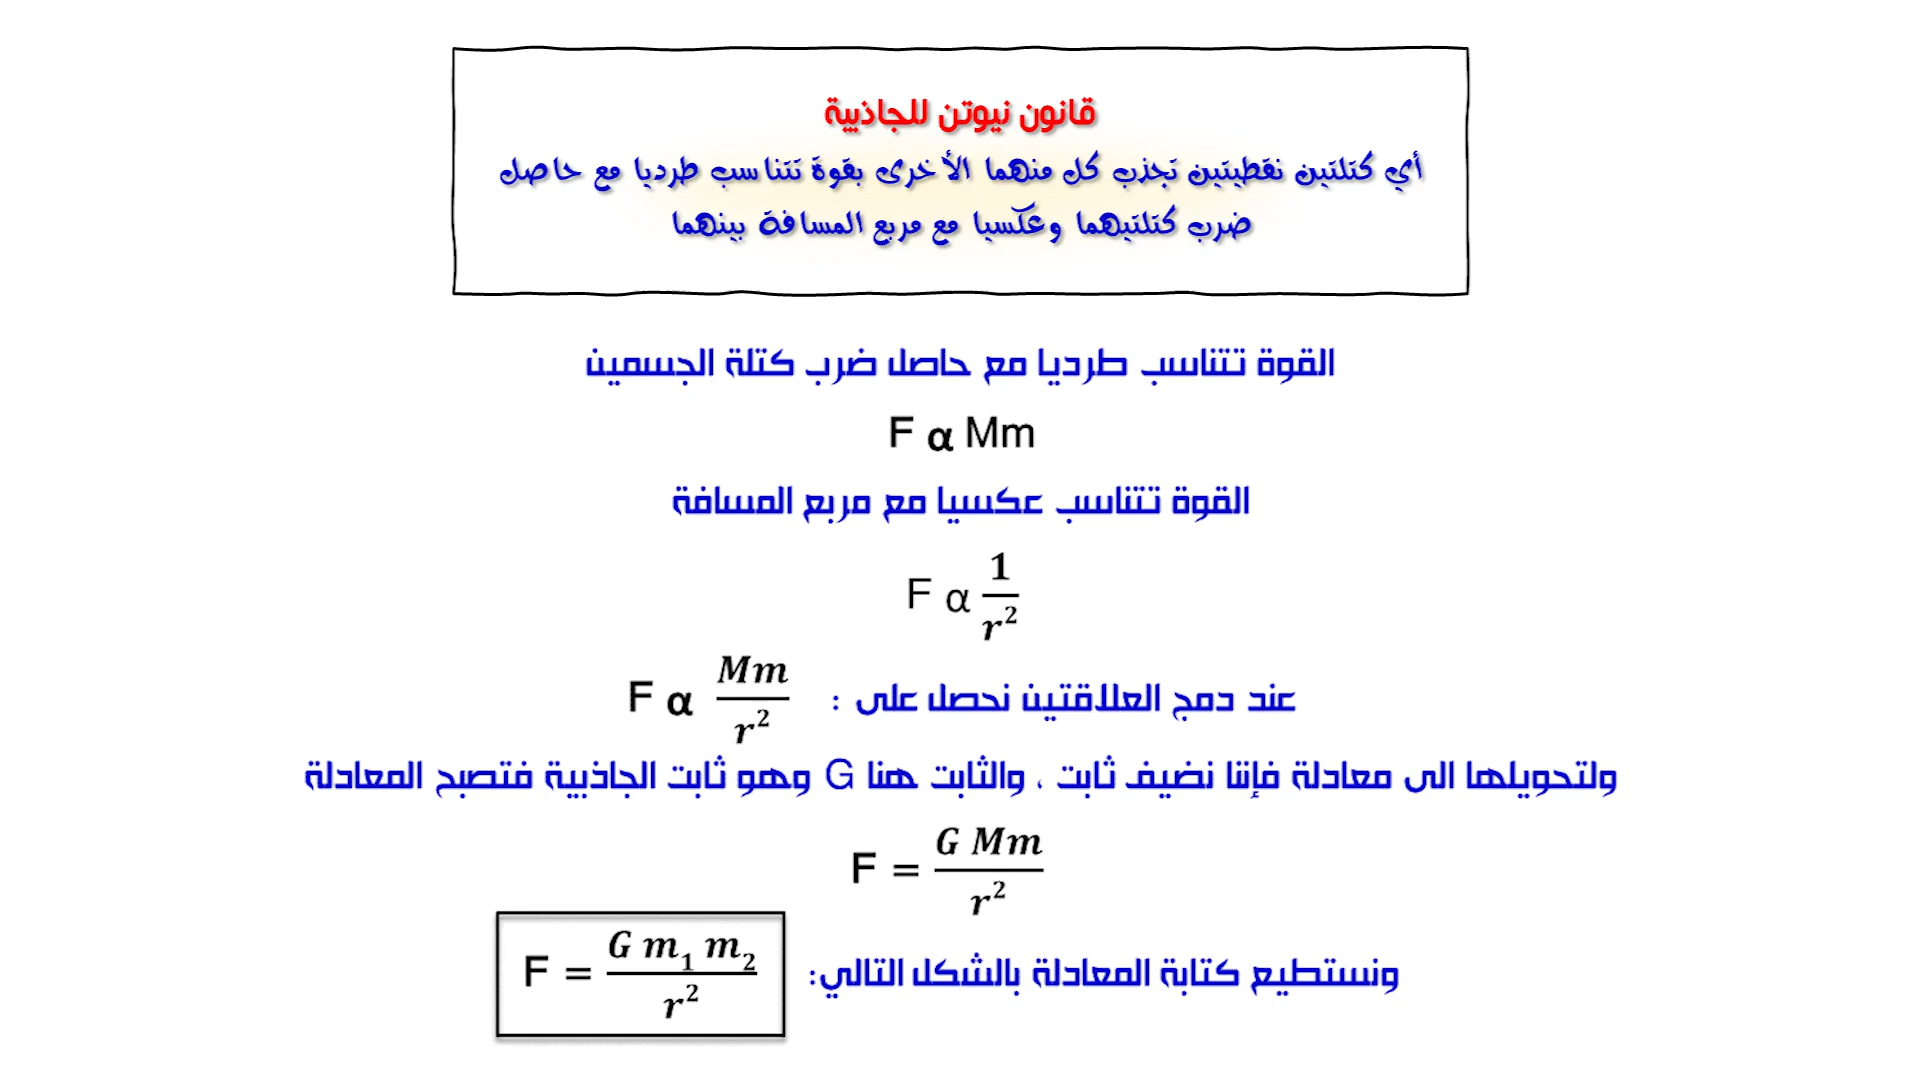 قانون نيوتن للجاذبية
أي كتلتين نقطيتين تجذب كل منهما الأخرى بقوة تتناسب طرديا مع حاصل
ضرب كتلتيهما وعكسيا مع مربع المسافة بينهما
القوة تتناسب طرديا مع حاصل ضرب كتلة الجسمين
F α Mm
القوة تتناسب عكسيا مع مربع المسافة
F α 1/r²
عند دمج العلاقتين نحصل على : F α Mm/r²
ولتحويلها الى معادلة فإننا نضيف ثابت ، والثابت هنا G وهو ثابت الجاذبية فتصبح المعادلة
F = G Mm/r²
ونستطيع كتابة المعادلة بالشكل التالي: F = G m₁ m₂/r²